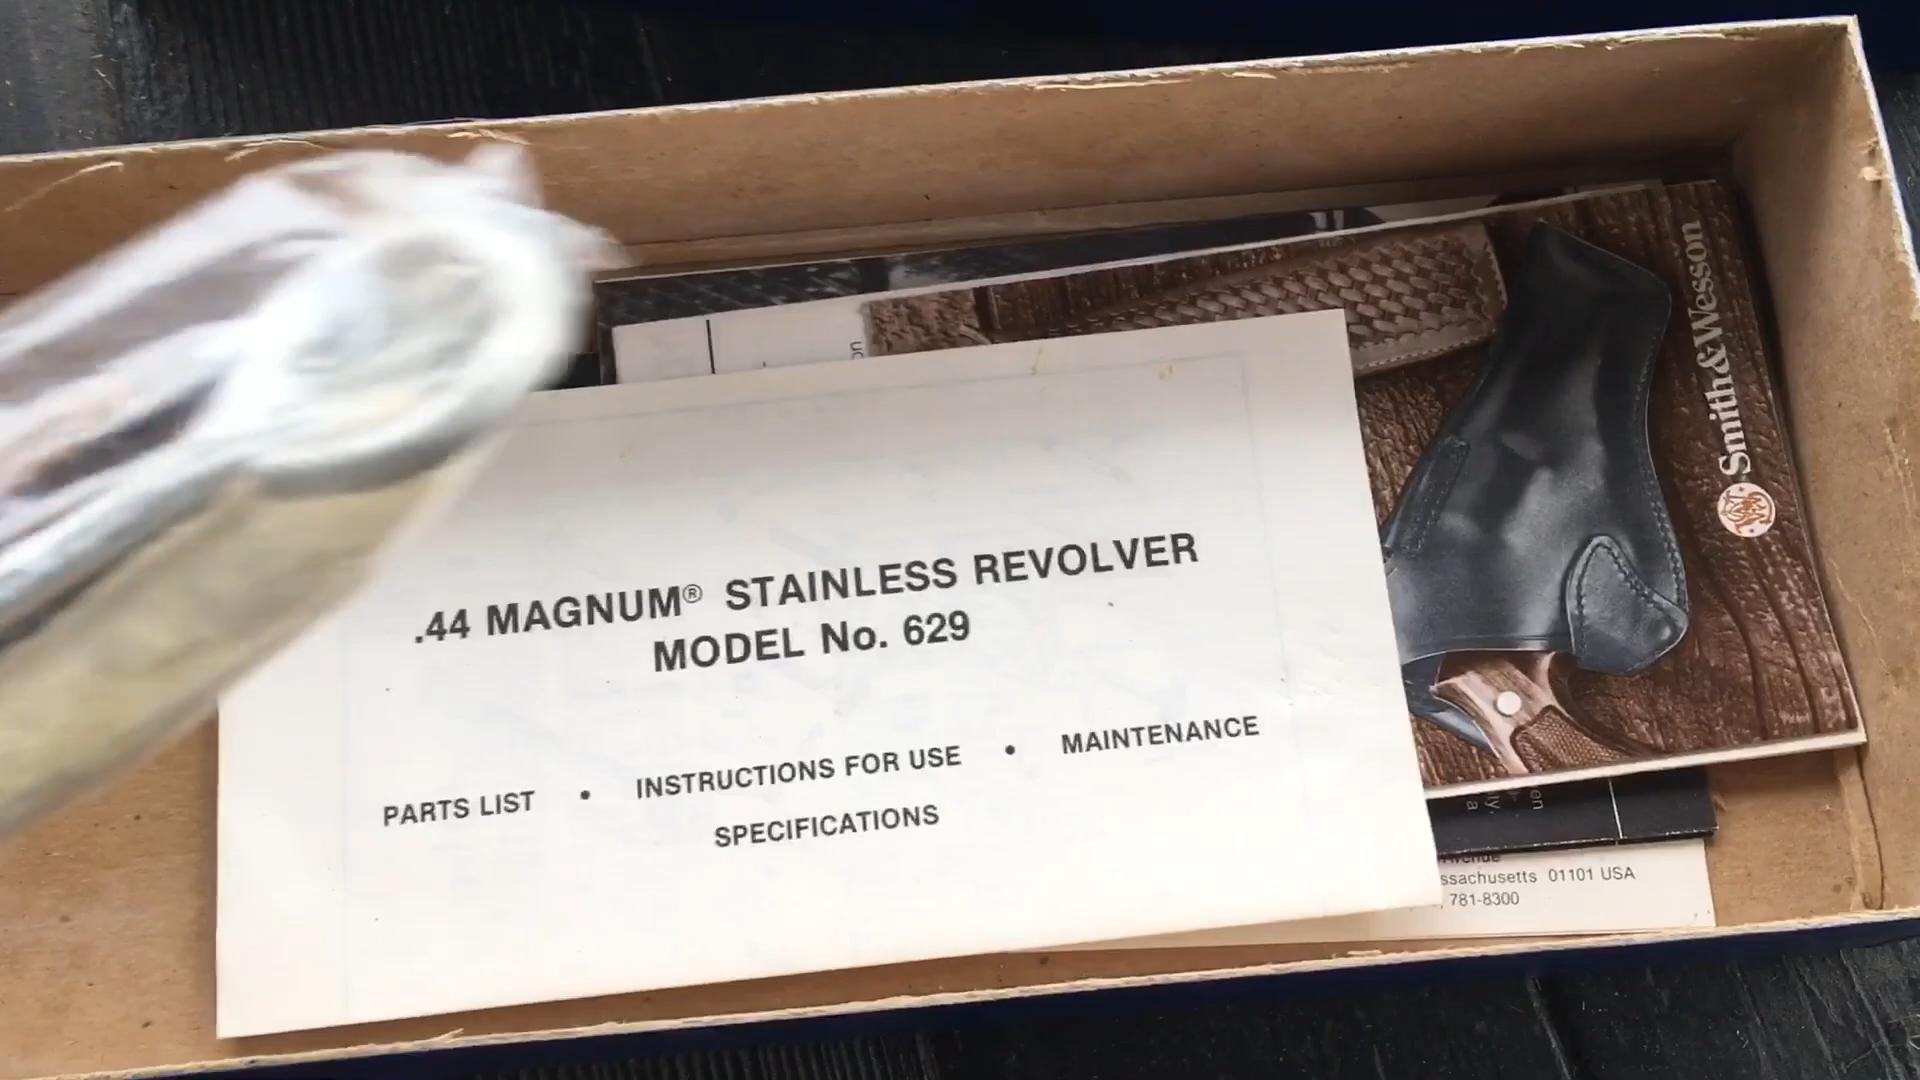 .44 MAGNUM® STAINLESS REVOLVER
MODEL No. 629
PARTS LIST • INSTRUCTIONS FOR USE • MAINTENANCE
SPECIFICATIONS
Smith&Wesson
ssachusetts 01101 USA
781-8300